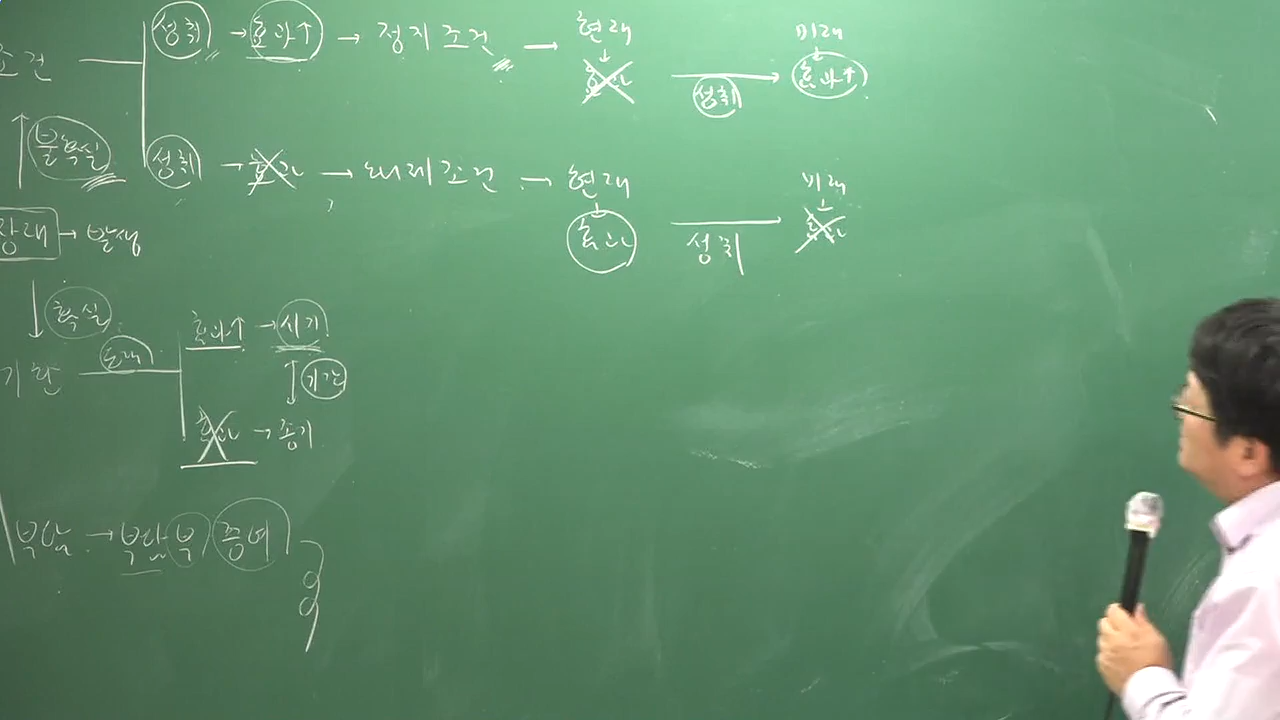 조건 성취 → 효과↑ → 정지조건 → 현재 미래
효과 성취 효과↑
불확실
성취 → 효과 → 해제조건 → 현재 미래
장래 → 발생
효과 성취 효과
확실
효과↑ → 시기
기한 도래 기간
효과 → 종기
부담 → 부담부증여